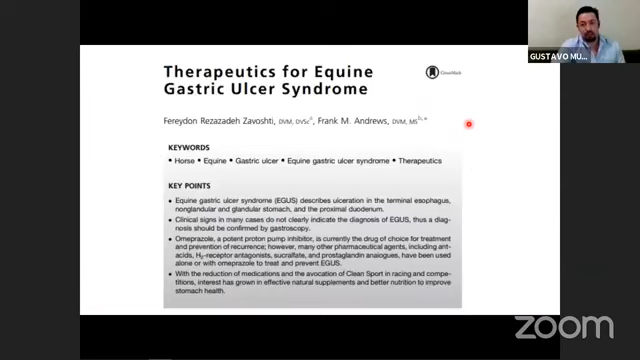 GUSTAVO MU...
Therapeutics for Equine
Gastric Ulcer Syndrome
CrossMark
Fereydon Rezazadeh Zavoshti, DVM, DVSc a, Frank M. Andrews, DVM, MS b,*
KEYWORDS
• Horse • Equine • Gastric ulcer • Equine gastric ulcer syndrome • Therapeutics
KEY POINTS
• Equine gastric ulcer syndrome (EGUS) describes ulceration in the terminal esophagus,
nonglandular and glandular stomach, and the proximal duodenum.
• Clinical signs in many cases do not clearly indicate the diagnosis of EGUS, thus a diag-
nosis should be confirmed by gastroscopy.
• Omeprazole, a potent proton pump inhibitor, is currently the drug of choice for treatment
and prevention of recurrence; however, many other pharmaceutical agents, including ant-
acids, H2-receptor antagonists, sucralfate, and prostaglandin analogues, have been used
alone or with omeprazole to treat and prevent EGUS.
• With the reduction of medications and the avocation of Clean Sport in racing and compe-
titions, interest has grown in effective natural supplements and better nutrition to improve
stomach health.
zoom